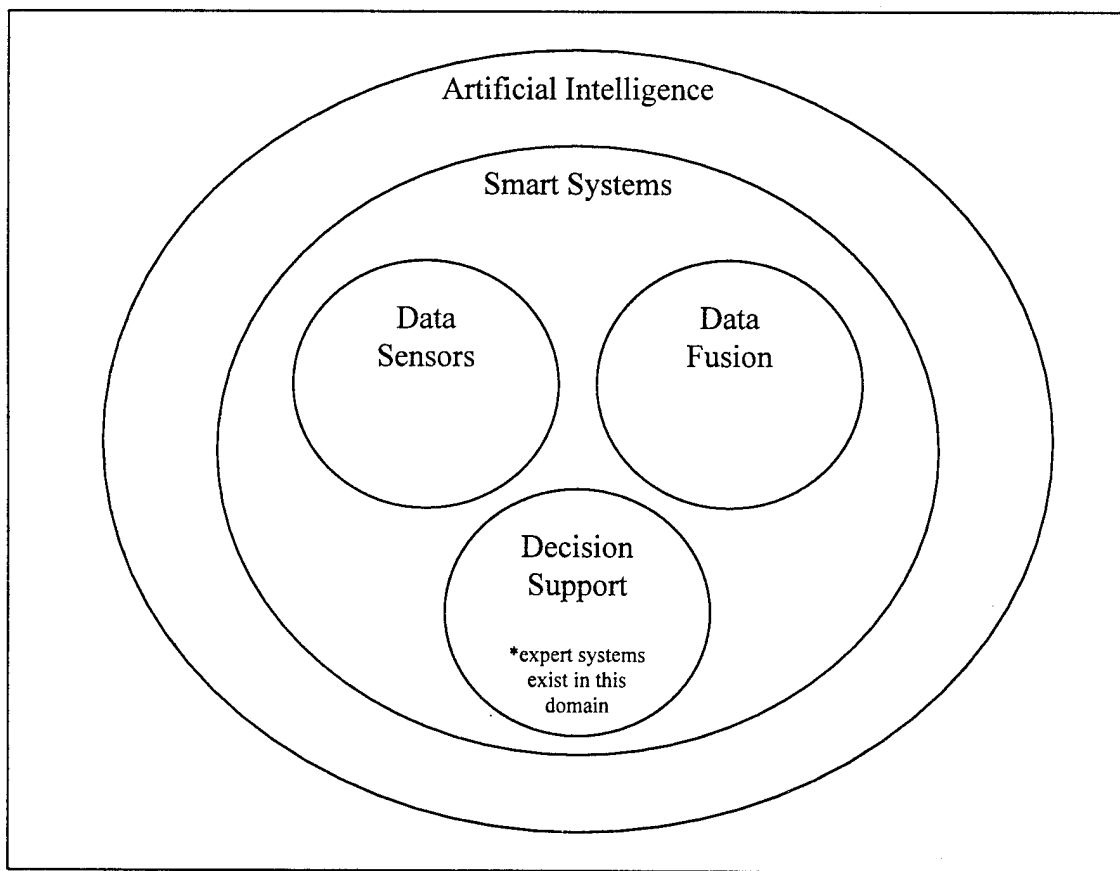 Artificial Intelligence
Smart Systems
Data
Sensors
Data
Fusion
Decision
Support
*expert systems
exist in this
domain